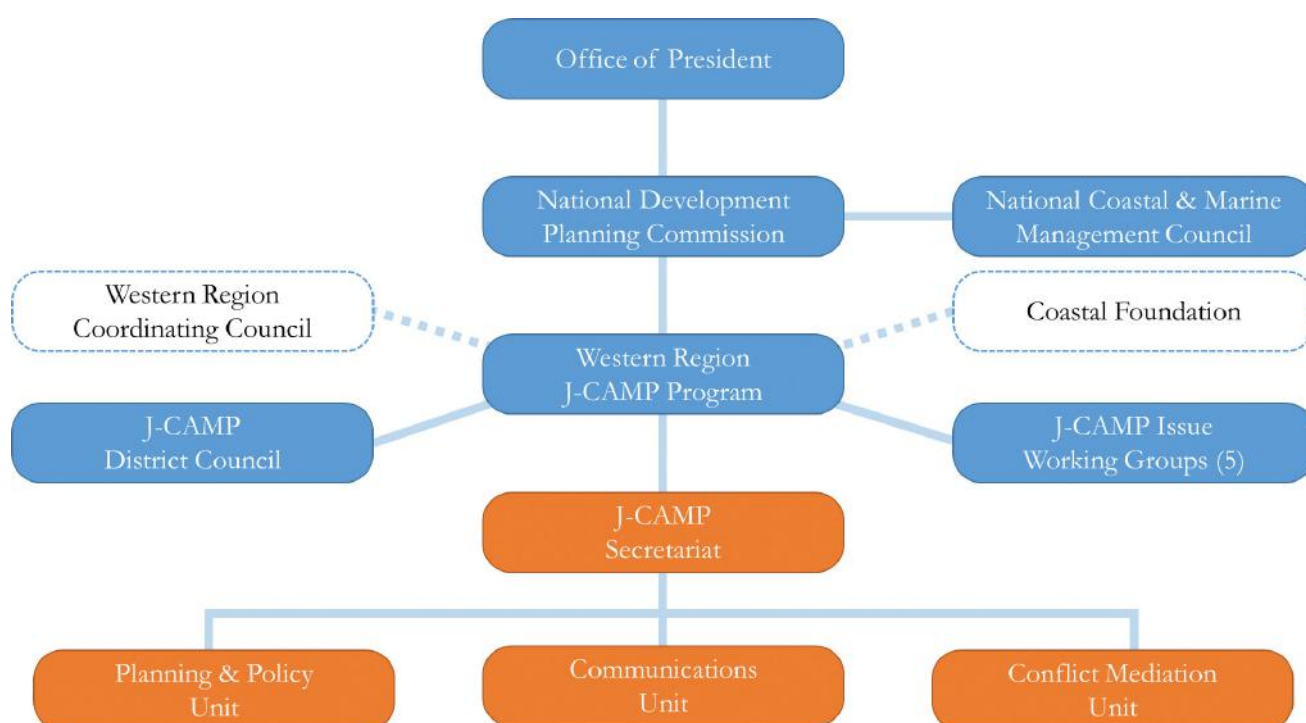 Office of President
National Development
Planning Commission
National Coastal & Marine
Management Council
Western Region
Coordinating Council
Coastal Foundation
Western Region
J-CAMP Program
J-CAMP
District Council
J-CAMP Issue
Working Groups (5)
J-CAMP
Secretariat
Planning & Policy
Unit
Communications
Unit
Conflict Mediation
Unit